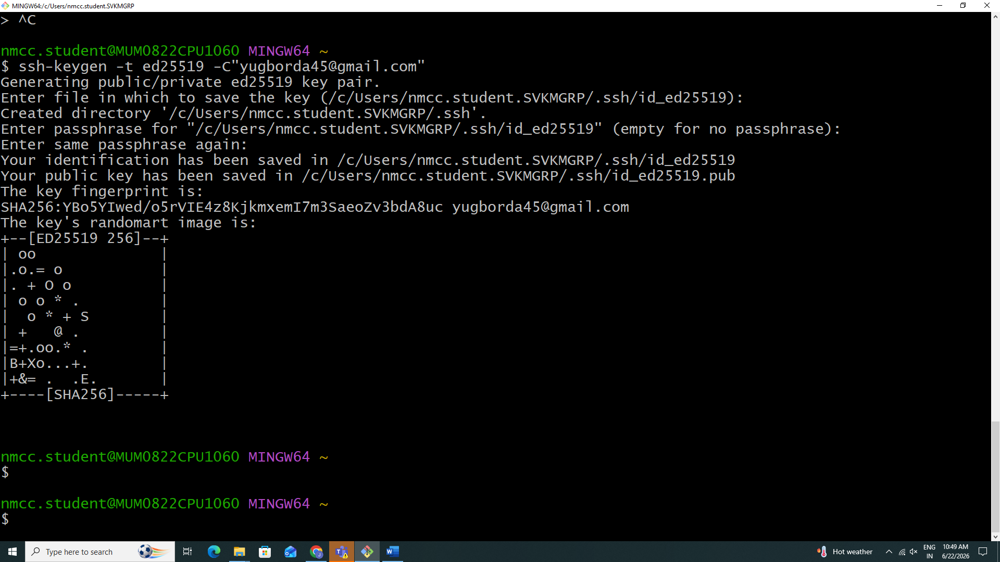 MINGW64:/c/Users/nmcc.student.SVKMGRP
> ^C
nmcc.student@MUM0822CPU1060 MINGW64 ~
$ ssh-keygen -t ed25519 -C"yugborda45@gmail.com"
Generating public/private ed25519 key pair.
Enter file in which to save the key (/c/Users/nmcc.student.SVKMGRP/.ssh/id_ed25519):
Created directory '/c/Users/nmcc.student.SVKMGRP/.ssh'.
Enter passphrase for "/c/Users/nmcc.student.SVKMGRP/.ssh/id_ed25519" (empty for no passphrase):
Enter same passphrase again:
Your identification has been saved in /c/Users/nmcc.student.SVKMGRP/.ssh/id_ed25519
Your public key has been saved in /c/Users/nmcc.student.SVKMGRP/.ssh/id_ed25519.pub
The key fingerprint is:
SHA256:YBo5YIwed/o5rVIE4z8KjkmxemI7m3SaeoZv3bdA8uc yugborda45@gmail.com
The key's randomart image is:
+--[ED25519 256]--+
| oo              |
|.o.= o           |
|. + O o          |
| o o * .         |
|  o * + S        |
| +   @ .         |
|=+.oo.* .        |
|B+Xo...+.        |
|+&= .  .E.       |
+----[SHA256]-----+
nmcc.student@MUM0822CPU1060 MINGW64 ~
$
nmcc.student@MUM0822CPU1060 MINGW64 ~
$
Type here to search
Hot weather
ENG
IN
10:49 AM
6/22/2026